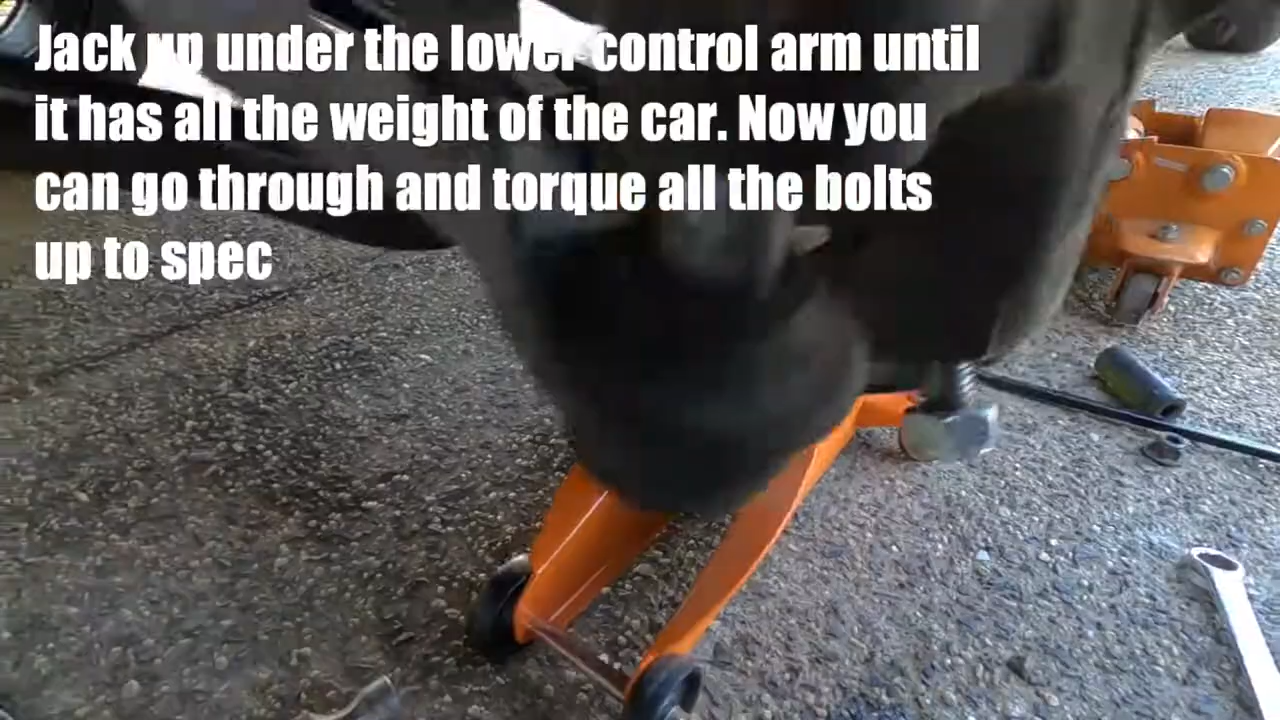 Jack up under the lower control arm until
it has all the weight of the car. Now you
can go through and torque all the bolts
up to spec